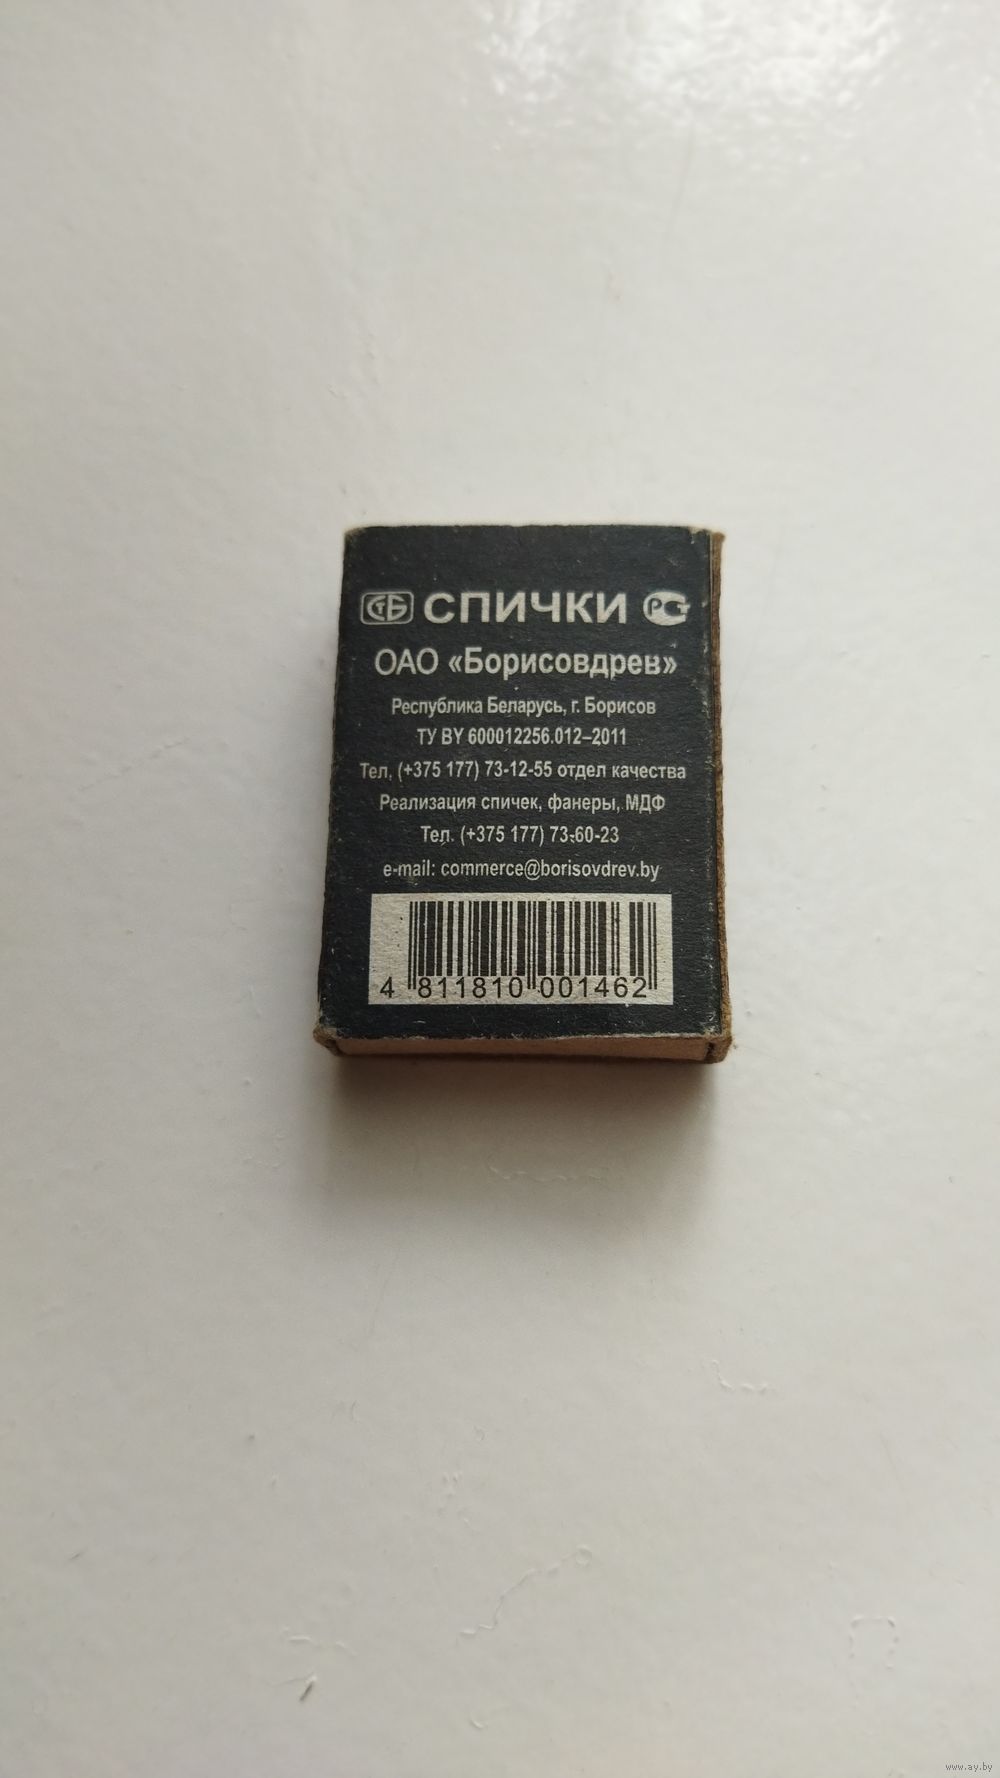 СТБ СПИЧКИ РСТ
ОАО «Борисовдрев»
Республика Беларусь, г. Борисов
ТУ BY 600012256.012–2011
Тел. (+375 177) 73-12-55 отдел качества
Реализация спичек, фанеры, МДФ
Тел. (+375 177) 73-60-23
e-mail: commerce@borisovdrev.by
4 811810 001462
www.ay.by